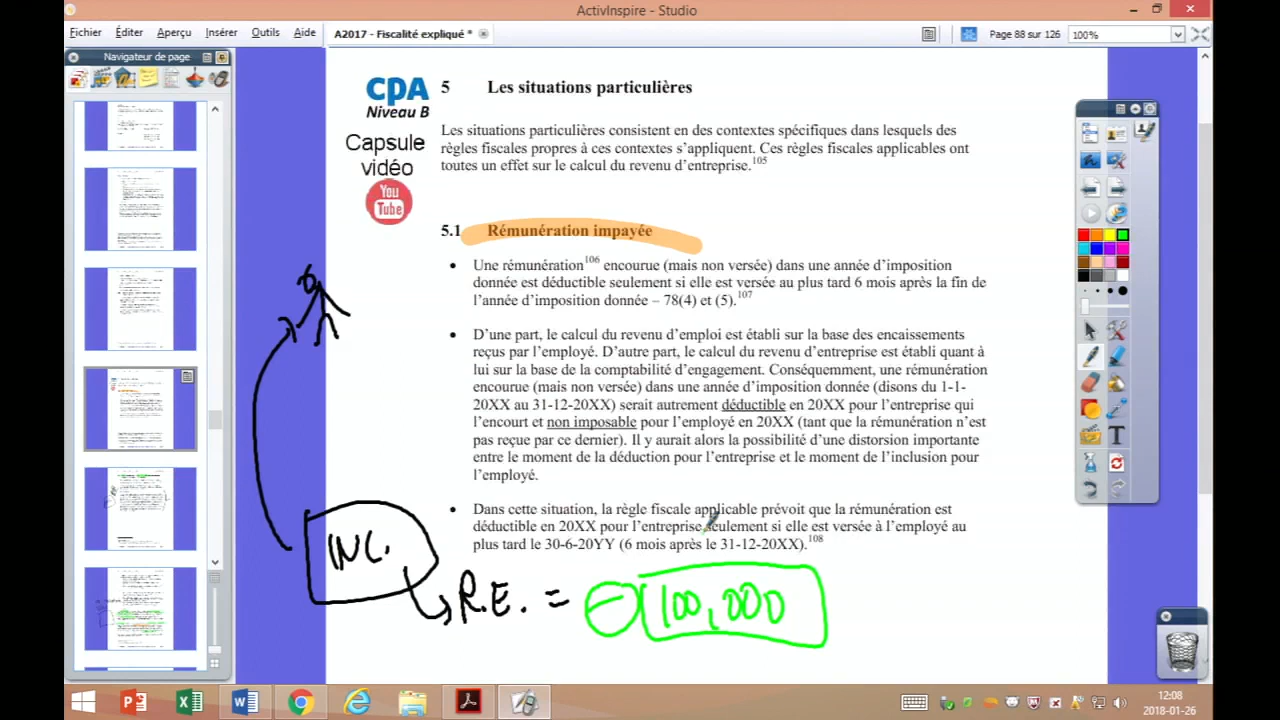 ActivInspire - Studio
Fichier Éditer Aperçu Insérer Outils Aide
A2017 - Fiscalité expliqué *
Page 88 sur 126
100%
Navigateur de page
CPA
Niveau B
Capsule
vidéo
You
Tube
5 Les situations particulières
Les situations particulières consistent en des contextes spécifiques dans lesquels des
règles fiscales propres à ces contextes s’appliquent. Ces règles fiscales applicables ont
toutes un effet sur le calcul du revenu d’entreprise.105
5.1 Rémunération impayée
• Une rémunération106 encourue (mais non versée) dans une année d’imposition
donnée est déductible seulement si elle est versée au plus tard 6 mois après la fin de
l’année d’imposition donnée – 78(4) et (5).107
• D’une part, le calcul du revenu d’emploi est établi sur la base des encaissements
reçus par l’employé. D’autre part, le calcul du revenu d’entreprise est établi quant à
lui sur la base de la comptabilité d’engagement. Conséquemment, une rémunération
encourue (mais non versée) dans une année d’imposition donnée (disons du 1-1-
20XX au 31-12-20XX) serait autrement déductible en 20XX pour l’entreprise qui
l’encourt et non imposable pour l’employé en 20XX (tant que la rémunération n’est
pas reçue par ce dernier). Il y aurait alors la possibilité d’une distorsion importante
entre le moment de la déduction pour l’entreprise et le moment de l’inclusion pour
l’employé.
• Dans cette situation, la règle fiscale applicable prévoit que la rémunération est
déductible en 20XX pour l’entreprise seulement si elle est versée à l’employé au
plus tard le 30-6-20YY (6 mois après le 31-12-20XX).108
INC.
R.E. = - 100,000
12:08
2018-01-26